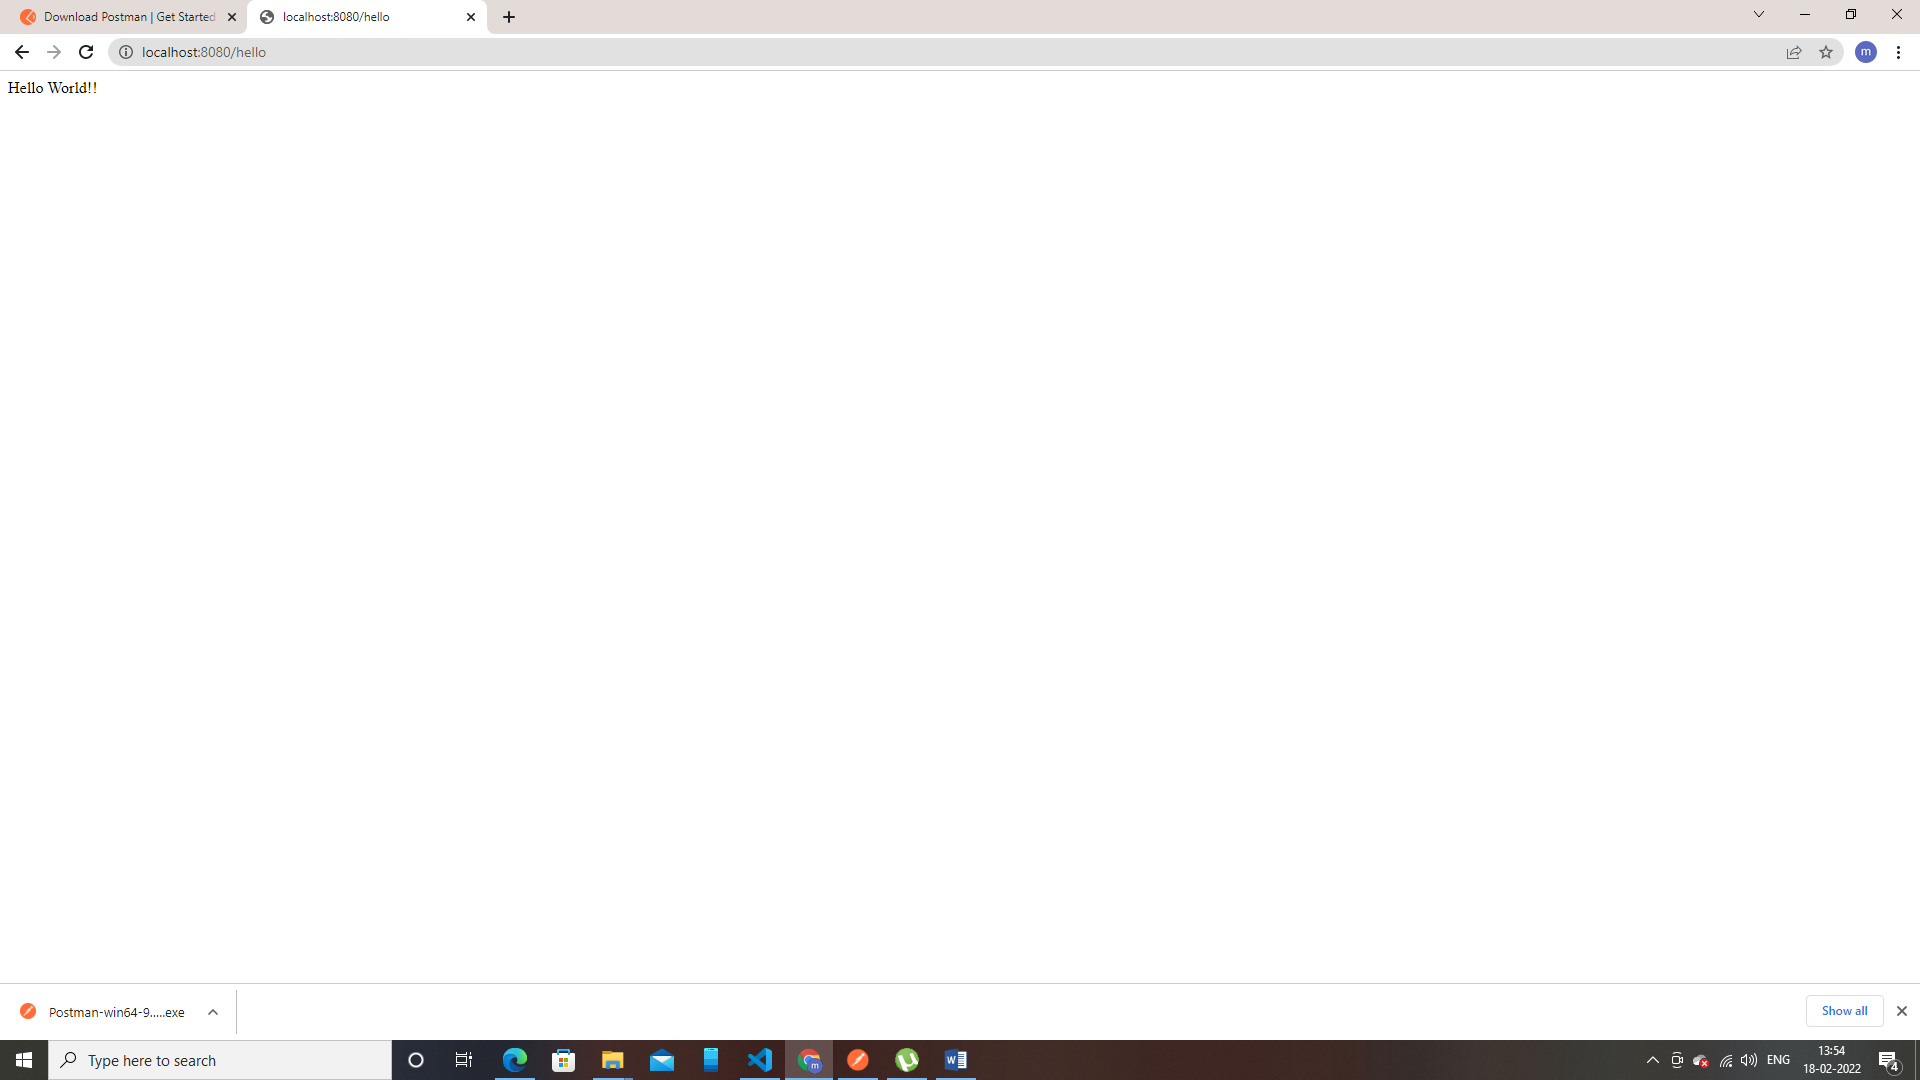 Download Postman | Get Started
localhost:8080/hello
localhost:8080/hello
m
Hello World!!
Postman-win64-9.....exe
Show all
Type here to search
m
W
ENG
13:54
18-02-2022
4